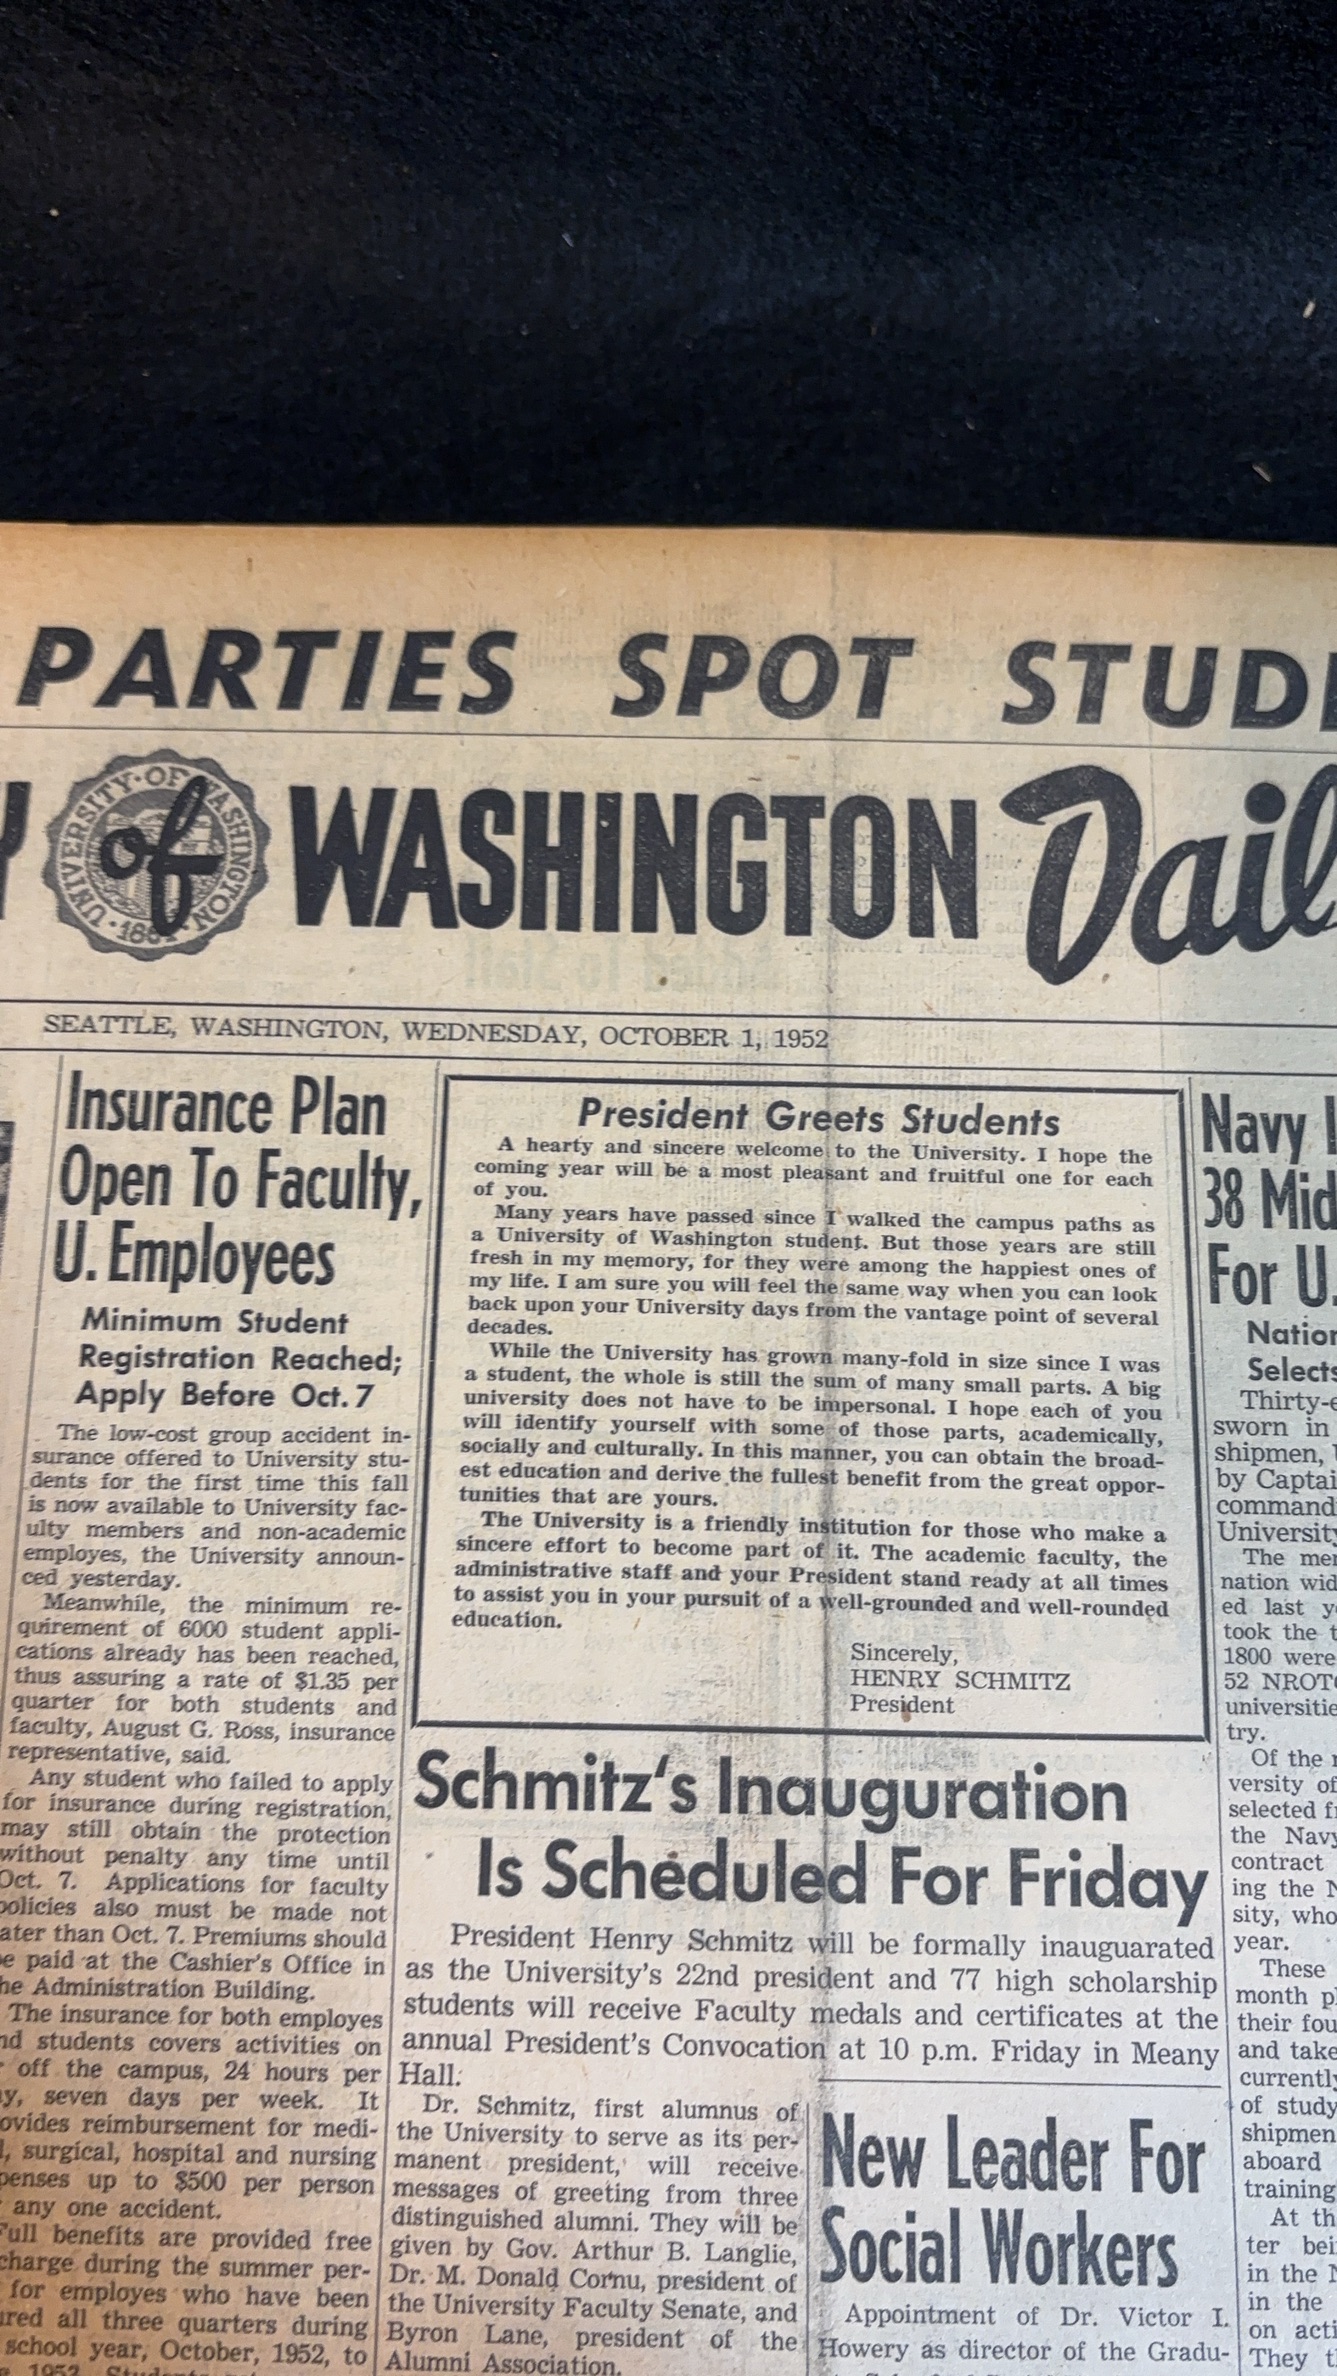 PARTIES SPOT
of WASHINGTON
UNIVERSITY·OF WASHINGTON
SEATTLE, WASHINGTON, WEDNESDAY, OCTOBER 1, 1952
Insurance Plan
Open To Faculty,
U. Employees
Minimum Student
Registration Reached;
Apply Before Oct. 7
The low-cost group accident in-
surance offered to University stu-
dents for the first time this fall
is now available to University fac-
ulty members and non-academic
employes, the University announ-
ced yesterday.
Meanwhile, the minimum re-
quirement of 6000 student appli-
cations already has been reached,
thus assuring a rate of $1.35 per
quarter for both students and
faculty, August G. Ross, insurance
representative, said.
Any student who failed to apply
for insurance during registration,
may still obtain the protection
without penalty any time until
Oct. 7. Applications for faculty
policies also must be made not
ater than Oct. 7. Premiums should
e paid at the Cashier's Office in
he Administration Building.
The insurance for both employes
nd students covers activities on
off the campus, 24 hours per
y, seven days per week. It
ovides reimbursement for medi-
l, surgical, hospital and nursing
penses up to $500 per person
any one accident.
Full benefits are provided free
charge during the summer per-
for employes who have been
ured all three quarters during
school year, October, 1952, to
President Greets Students
A hearty and sincere welcome to the University. I hope the
coming year will be a most pleasant and fruitful one for each
of you.
Many years have passed since I walked the campus paths as
a University of Washington student. But those years are still
fresh in my memory, for they were among the happiest ones of
my life. I am sure you will feel the same way when you can look
back upon your University days from the vantage point of several
decades.
While the University has grown many-fold in size since I was
a student, the whole is still the sum of many small parts. A big
university does not have to be impersonal. I hope each of you
will identify yourself with some of those parts, academically,
socially and culturally. In this manner, you can obtain the broad-
est education and derive the fullest benefit from the great oppor-
tunities that are yours.
The University is a friendly institution for those who make a
sincere effort to become part of it. The academic faculty, the
administrative staff and your President stand ready at all times
to assist you in your pursuit of a well-grounded and well-rounded
education.
Sincerely,
HENRY SCHMITZ
President
Schmitz's Inauguration
Is Scheduled For Friday
President Henry Schmitz will be formally inauguarated
as the University's 22nd president and 77 high scholarship
students will receive Faculty medals and certificates at the
annual President's Convocation at 10 p.m. Friday in Meany
Hall.
Dr. Schmitz, first alumnus of
the University to serve as its per-
manent president, will receive
messages of greeting from three
distinguished alumni. They will be
given by Gov. Arthur B. Langlie,
Dr. M. Donald Cornu, president of
the University Faculty Senate, and
Byron Lane, president of the
Alumni Association.
New Leader For
Social Workers
Appointment of Dr. Victor I.
Howery as director of the Gradu-
Navy
38 Mid
For U.
Nation
Selects
Thirty-e
sworn in
shipmen,
by Captai
command
University
The mer
nation wid
ed last y
took the t
1800 were
52 NROT
universitie
try.
Of the
versity of
selected f
the Navy
contract
ing the N
sity, who
year.
These
month p
their fou
and take
currently
of study
shipmen
aboard
training
At th
ter bei
in the
in the
on acti
They t